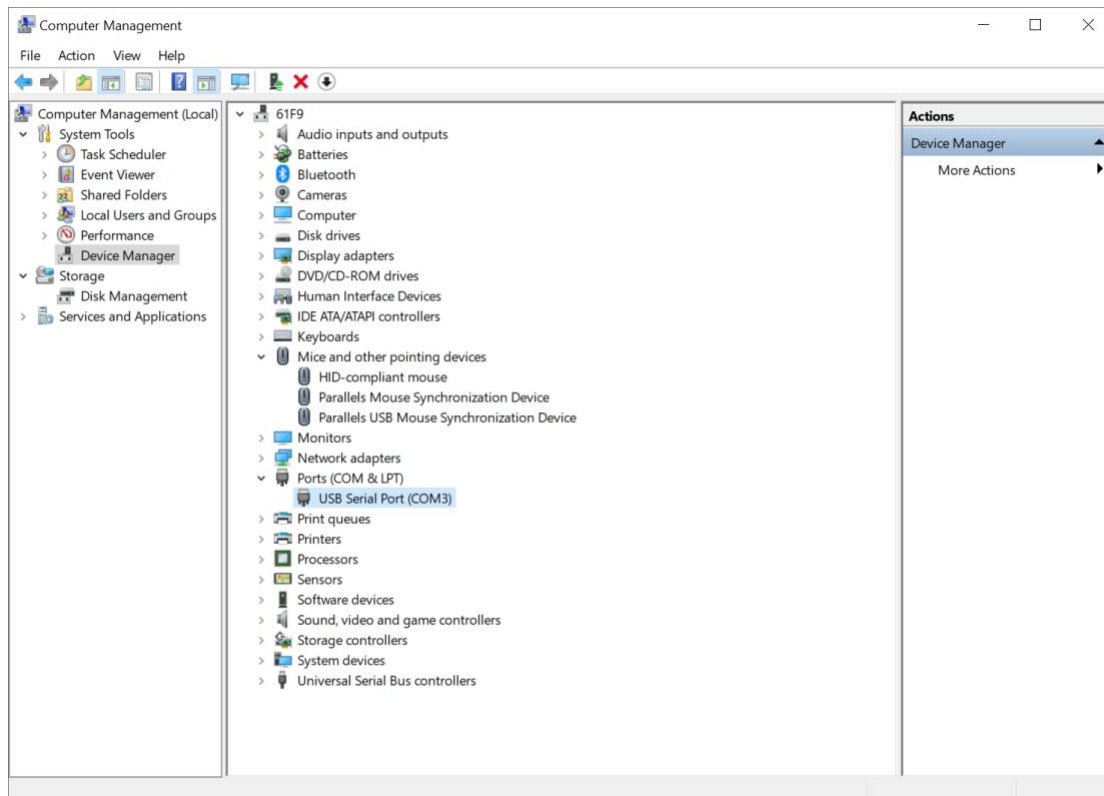 Computer Management
File Action View Help
Computer Management (Local)
System Tools
Task Scheduler
Event Viewer
Shared Folders
Local Users and Groups
Performance
Device Manager
Storage
Disk Management
Services and Applications
61F9
Audio inputs and outputs
Batteries
Bluetooth
Cameras
Computer
Disk drives
Display adapters
DVD/CD-ROM drives
Human Interface Devices
IDE ATA/ATAPI controllers
Keyboards
Mice and other pointing devices
HID-compliant mouse
Parallels Mouse Synchronization Device
Parallels USB Mouse Synchronization Device
Monitors
Network adapters
Ports (COM & LPT)
USB Serial Port (COM3)
Print queues
Printers
Processors
Sensors
Software devices
Sound, video and game controllers
Storage controllers
System devices
Universal Serial Bus controllers
Actions
Device Manager
More Actions